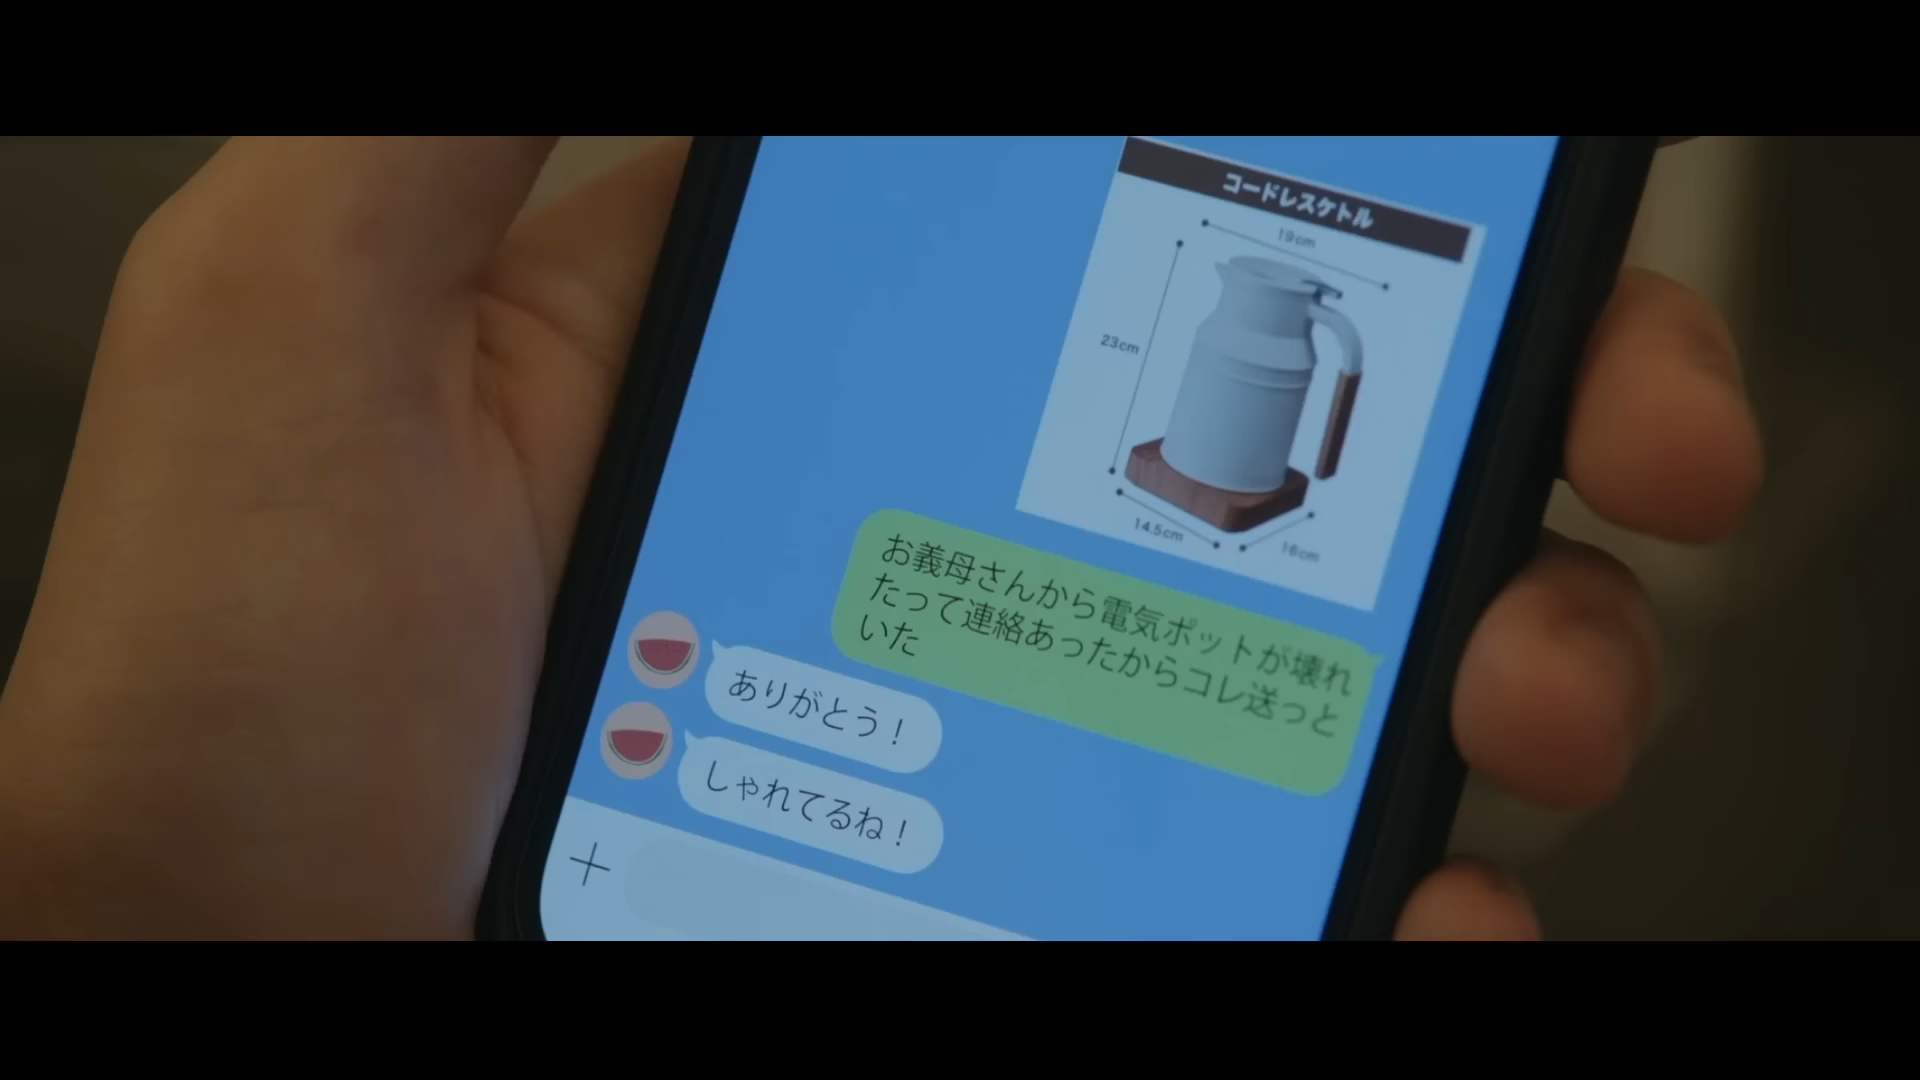 コードレスケトル
19cm
23cm
14.5cm
16cm
お義母さんから電気ポットが壊れ
たって連絡あったからコレ送っと
いた
ありがとう！
しゃれてるね！